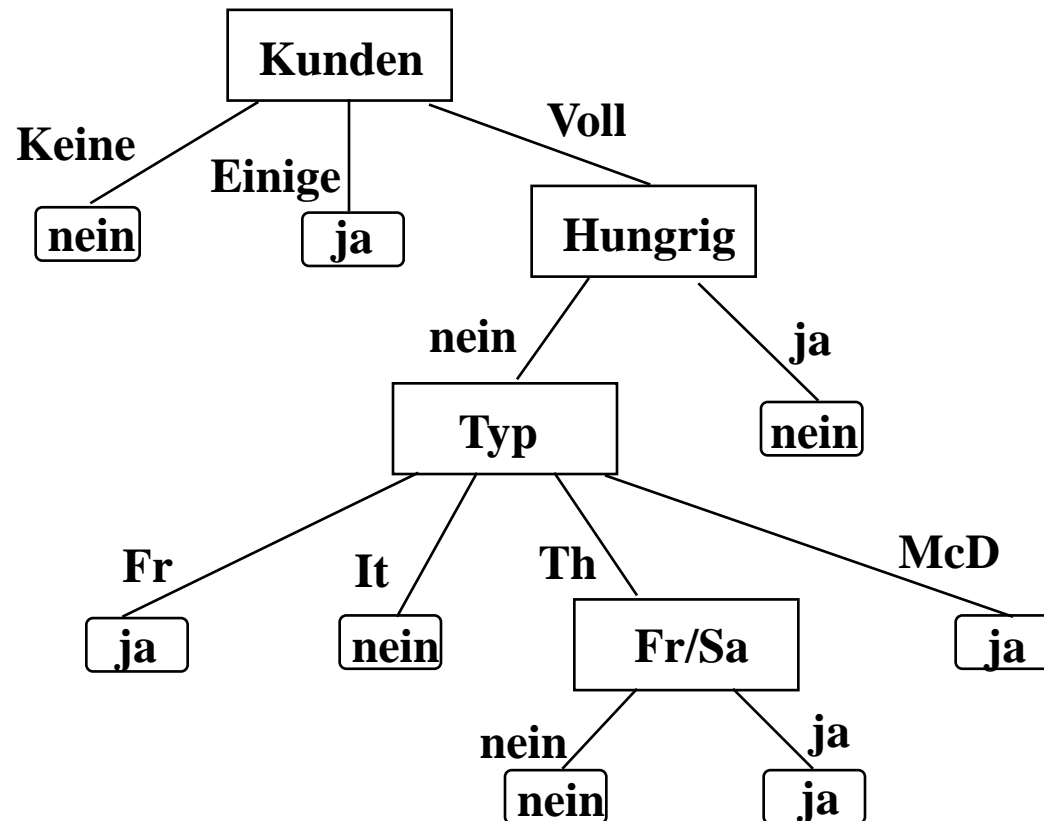 Kunden
Keine
Einige
Voll
nein
ja
Hungrig
nein
ja
Typ
nein
Fr
It
Th
McD
ja
nein
Fr/Sa
ja
nein
ja
nein
ja